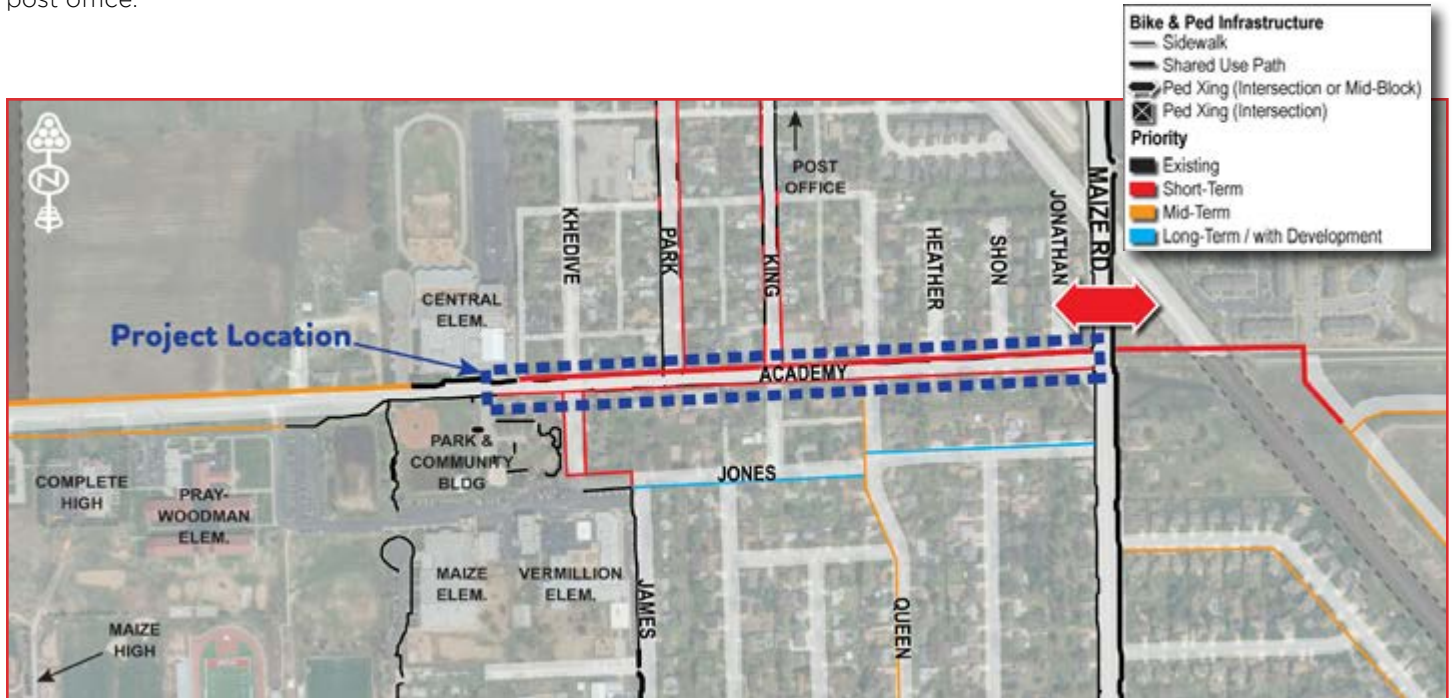 post office.
Bike & Ped Infrastructure
Sidewalk
Shared Use Path
Ped Xing (Intersection or Mid-Block)
Ped Xing (Intersection)
Priority
Existing
Short-Term
Mid-Term
Long-Term / with Development
N
POST
OFFICE
KHEDIVE
PARK
KING
HEATHER
SHON
JONATHAN
MAIZE RD
CENTRAL
ELEM.
Project Location
ACADEMY
PARK &
COMMUNITY
BLDG
JONES
COMPLETE
HIGH
PRAY-
WOODMAN
ELEM.
MAIZE
ELEM.
VERMILLION
ELEM.
JAMES
QUEEN
MAIZE
HIGH